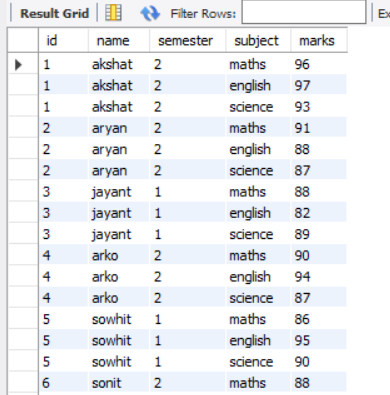 Result Grid Filter Rows: Ex
id name semester subject marks
1 akshat 2 maths 96
1 akshat 2 english 97
1 akshat 2 science 93
2 aryan 2 maths 91
2 aryan 2 english 88
2 aryan 2 science 87
3 jayant 1 maths 88
3 jayant 1 english 82
3 jayant 1 science 89
4 arko 2 maths 90
4 arko 2 english 94
4 arko 2 science 87
5 sowhit 1 maths 86
5 sowhit 1 english 95
5 sowhit 1 science 90
6 sonit 2 maths 88